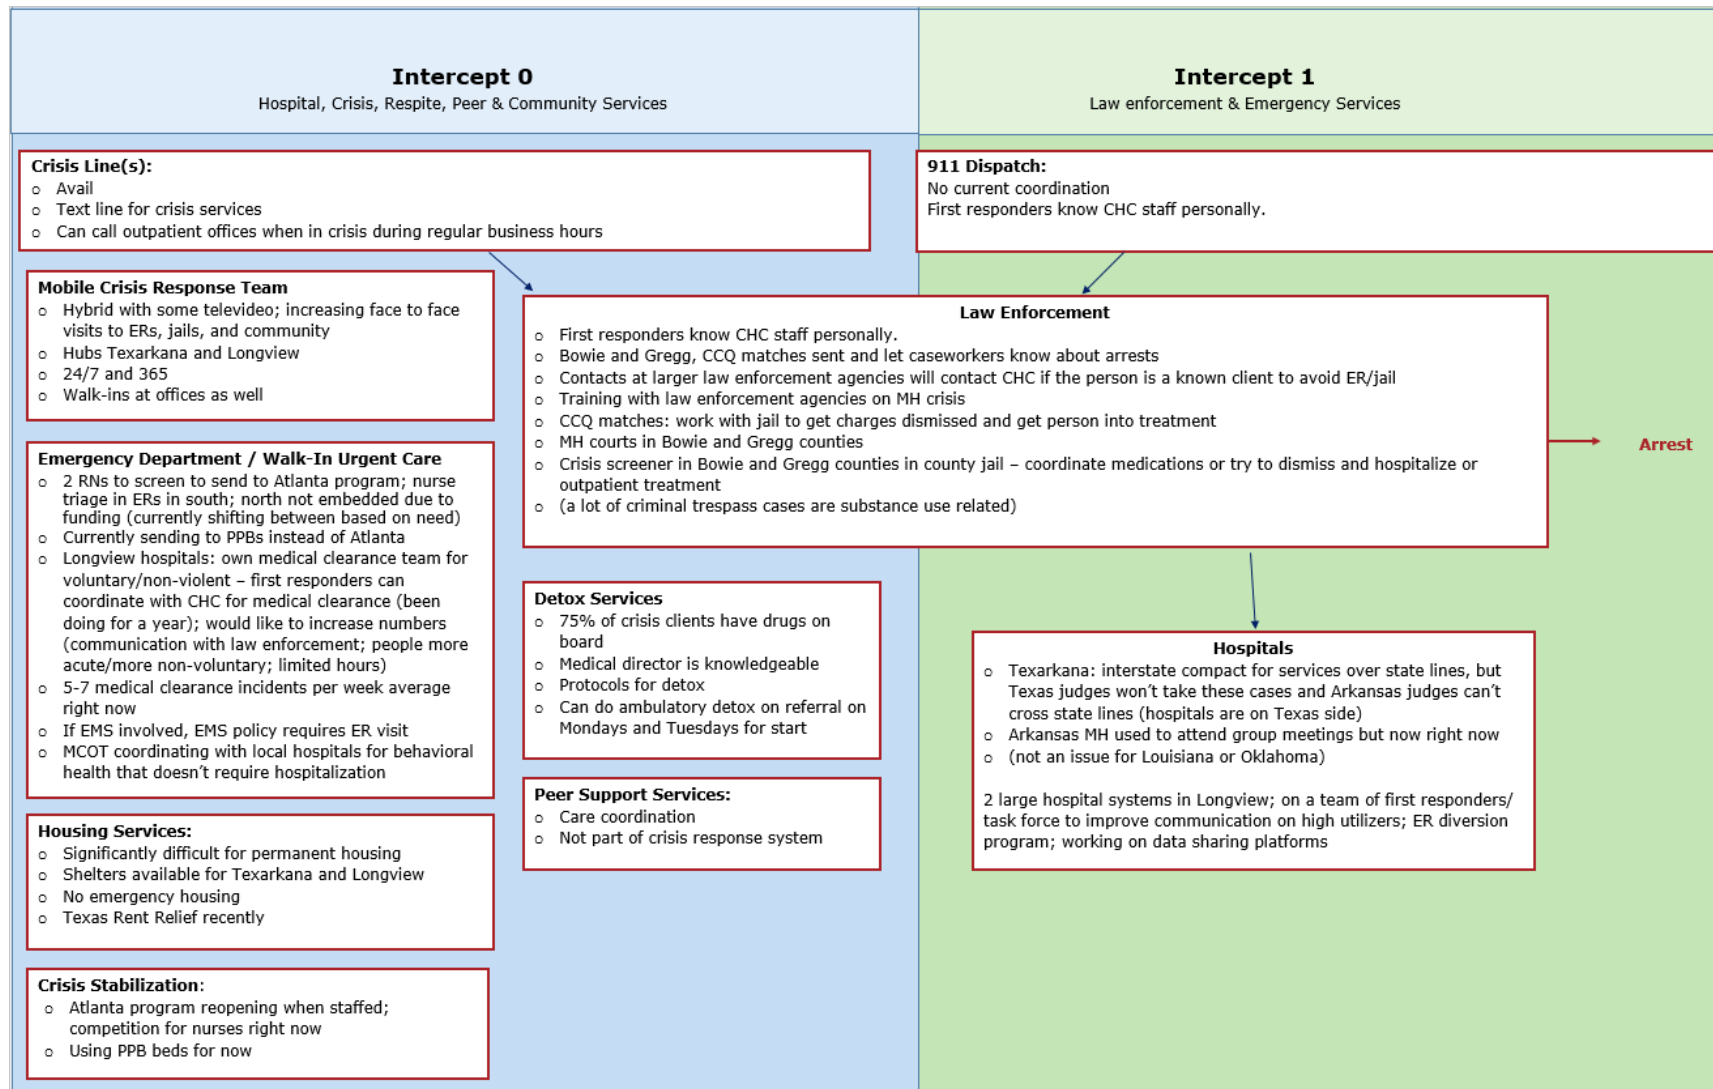 Intercept 0
Hospital, Crisis, Respite, Peer & Community Services
Intercept 1
Law enforcement & Emergency Services
Crisis Line(s):
o Avail
o Text line for crisis services
o Can call outpatient offices when in crisis during regular business hours
911 Dispatch:
No current coordination
First responders know CHC staff personally.
Mobile Crisis Response Team
o Hybrid with some televideo; increasing face to face
visits to ERs, jails, and community
o Hubs Texarkana and Longview
o 24/7 and 365
o Walk-ins at offices as well
Law Enforcement
o First responders know CHC staff personally.
o Bowie and Gregg, CCQ matches sent and let caseworkers know about arrests
o Contacts at larger law enforcement agencies will contact CHC if the person is a known client to avoid ER/jail
o Training with law enforcement agencies on MH crisis
o CCQ matches: work with jail to get charges dismissed and get person into treatment
o MH courts in Bowie and Gregg counties
o Crisis screener in Bowie and Gregg counties in county jail – coordinate medications or try to dismiss and hospitalize or
outpatient treatment
o (a lot of criminal trespass cases are substance use related)
Arrest
Emergency Department / Walk-In Urgent Care
o 2 RNs to screen to send to Atlanta program; nurse
triage in ERs in south; north not embedded due to
funding (currently shifting between based on need)
o Currently sending to PPBs instead of Atlanta
o Longview hospitals: own medical clearance team for
voluntary/non-violent – first responders can
coordinate with CHC for medical clearance (been
doing for a year); would like to increase numbers
(communication with law enforcement; people more
acute/more non-voluntary; limited hours)
o 5-7 medical clearance incidents per week average
right now
o If EMS involved, EMS policy requires ER visit
o MCOT coordinating with local hospitals for behavioral
health that doesn’t require hospitalization
Detox Services
o 75% of crisis clients have drugs on
board
o Medical director is knowledgeable
o Protocols for detox
o Can do ambulatory detox on referral on
Mondays and Tuesdays for start
Hospitals
o Texarkana: interstate compact for services over state lines, but
Texas judges won’t take these cases and Arkansas judges can’t
cross state lines (hospitals are on Texas side)
o Arkansas MH used to attend group meetings but now right now
o (not an issue for Louisiana or Oklahoma)
2 large hospital systems in Longview; on a team of first responders/
task force to improve communication on high utilizers; ER diversion
program; working on data sharing platforms
Peer Support Services:
o Care coordination
o Not part of crisis response system
Housing Services:
o Significantly difficult for permanent housing
o Shelters available for Texarkana and Longview
o No emergency housing
o Texas Rent Relief recently
Crisis Stabilization:
o Atlanta program reopening when staffed;
competition for nurses right now
o Using PPB beds for now